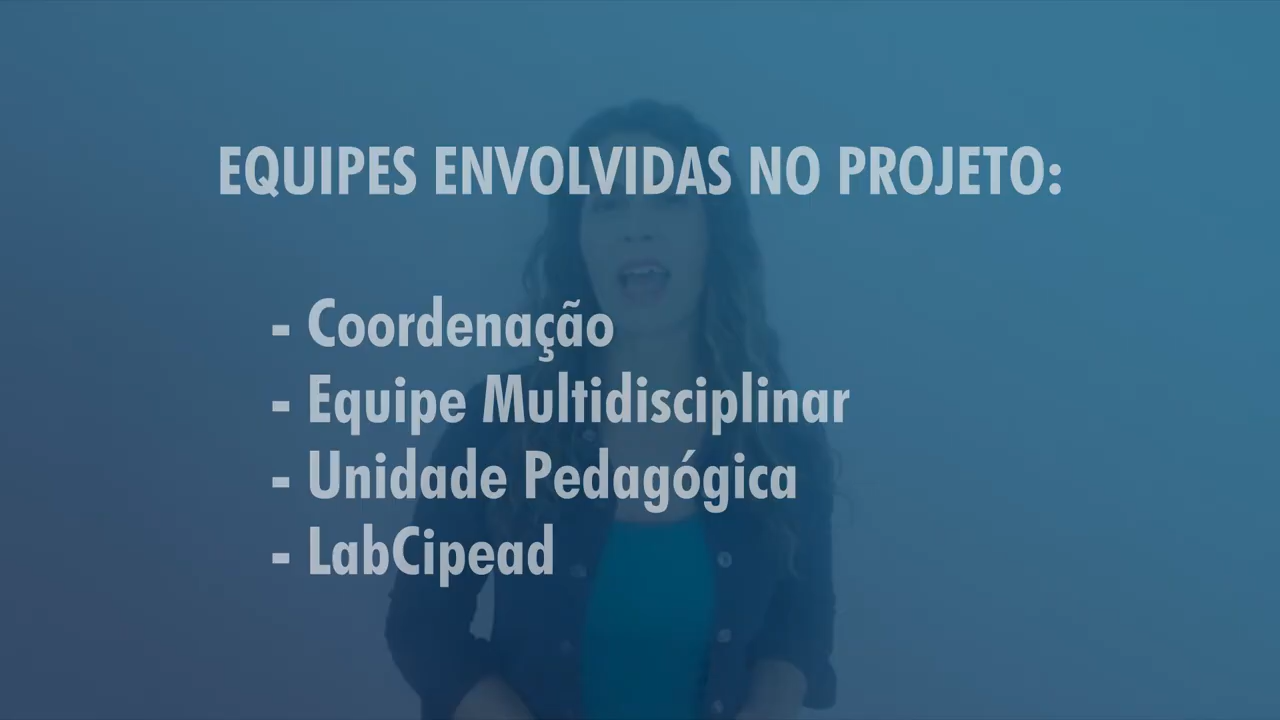 EQUIPES ENVOLVIDAS NO PROJETO:
- Coordenação
- Equipe Multidisciplinar
- Unidade Pedagógica
- LabCipead